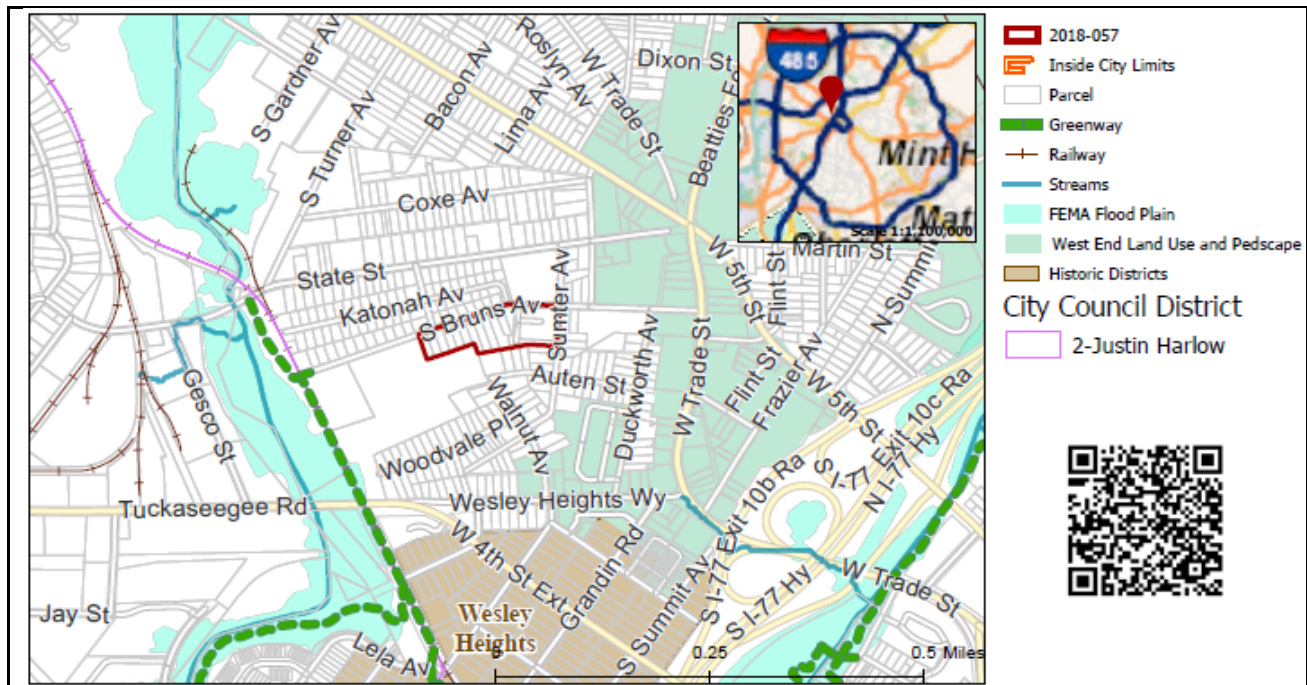 S Gardner Av
S Turner Av
Bacon Av
Lima Av
Roslyn Av
W Trade St
Dixon St
Beatties Fo
485
Mint H
Mat
Scale 1:1,100,000
Coxe Av
State St
Katonah Av
S Bruns Av
Sumter Av
Auten St
Duckworth Av
Walnut Av
Woodvale Pl
W Trade St
W 5th St
Flint St
Martin St
N Summi
Flint St
Frazier Av
W 5th St
Gesco St
Tuckaseegee Rd
Wesley Heights Wy
W 4th St Ext
Grandin Rd
S Summit Av
S I-77 Exit 10b Ra
S I-77 Exit 10c Ra
N I-77 Hy
S I-77 Hy
W Trade St
Jay St
Lela Av
Wesley
Heights
0
0.25
0.5 Miles
2018-057
Inside City Limits
Parcel
Greenway
Railway
Streams
FEMA Flood Plain
West End Land Use and Pedscape
Historic Districts
City Council District
2-Justin Harlow